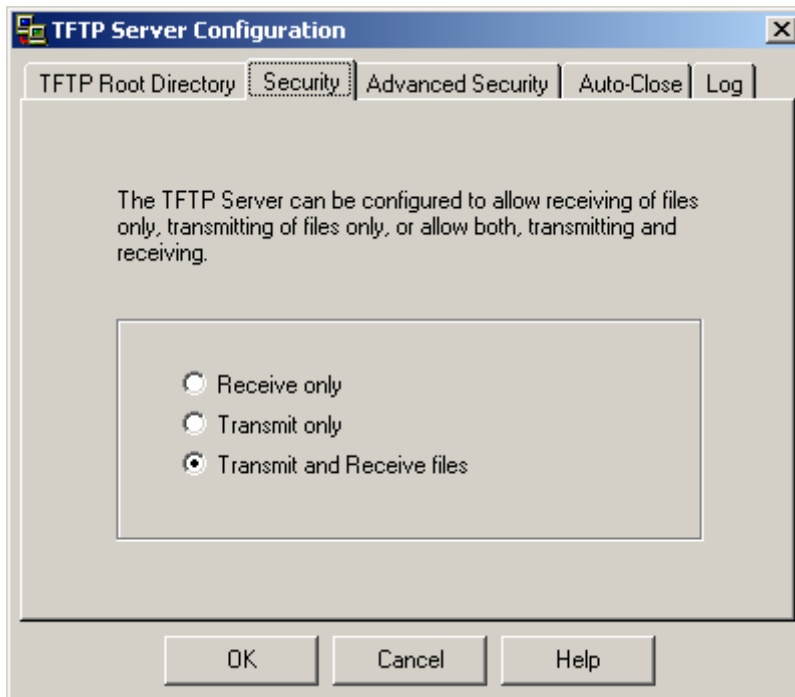 TFTP Server Configuration
TFTP Root Directory Security Advanced Security Auto-Close Log
The TFTP Server can be configured to allow receiving of files
only, transmitting of files only, or allow both, transmitting and
receiving.
Receive only
Transmit only
Transmit and Receive files
OK Cancel Help